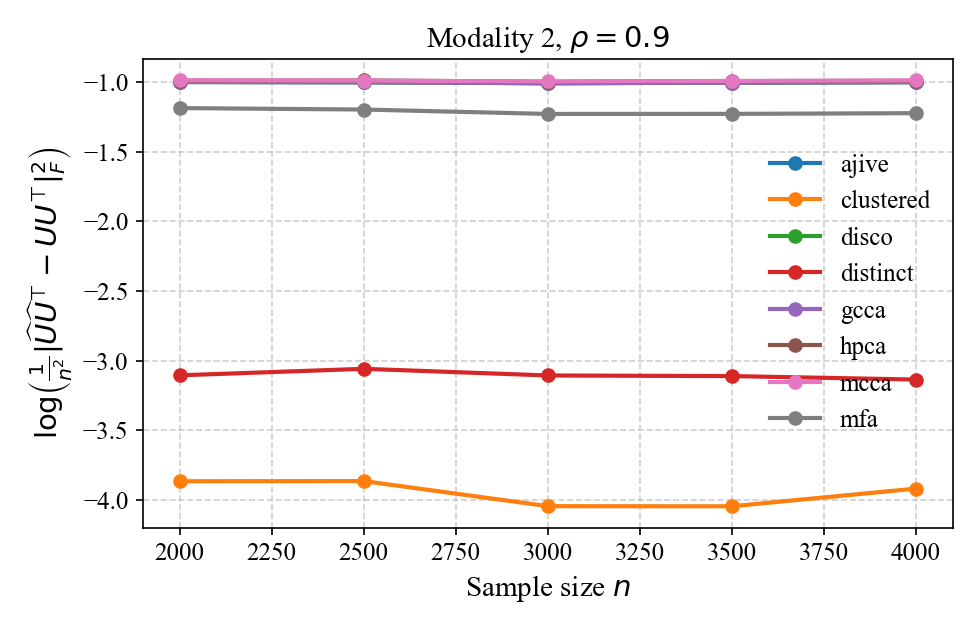 Modality 2, ρ = 0.9
−1.0
−1.5
−2.0
−2.5
−3.0
−3.5
−4.0
log(1/n² |ÛÛ⊤ − UU⊤|²_F)
ajive
clustered
disco
distinct
gcca
hpca
mcca
mfa
2000 2250 2500 2750 3000 3250 3500 3750 4000
Sample size n